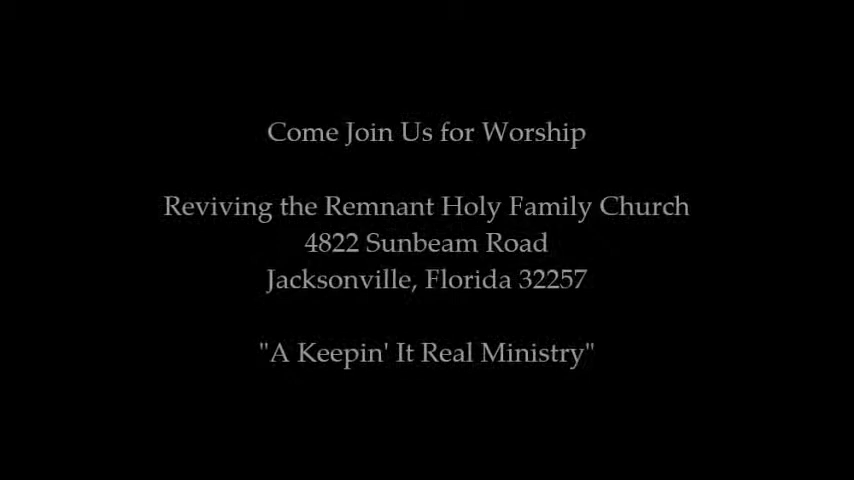 Come Join Us for Worship
Reviving the Remnant Holy Family Church
4822 Sunbeam Road
Jacksonville, Florida 32257
"A Keepin' It Real Ministry"